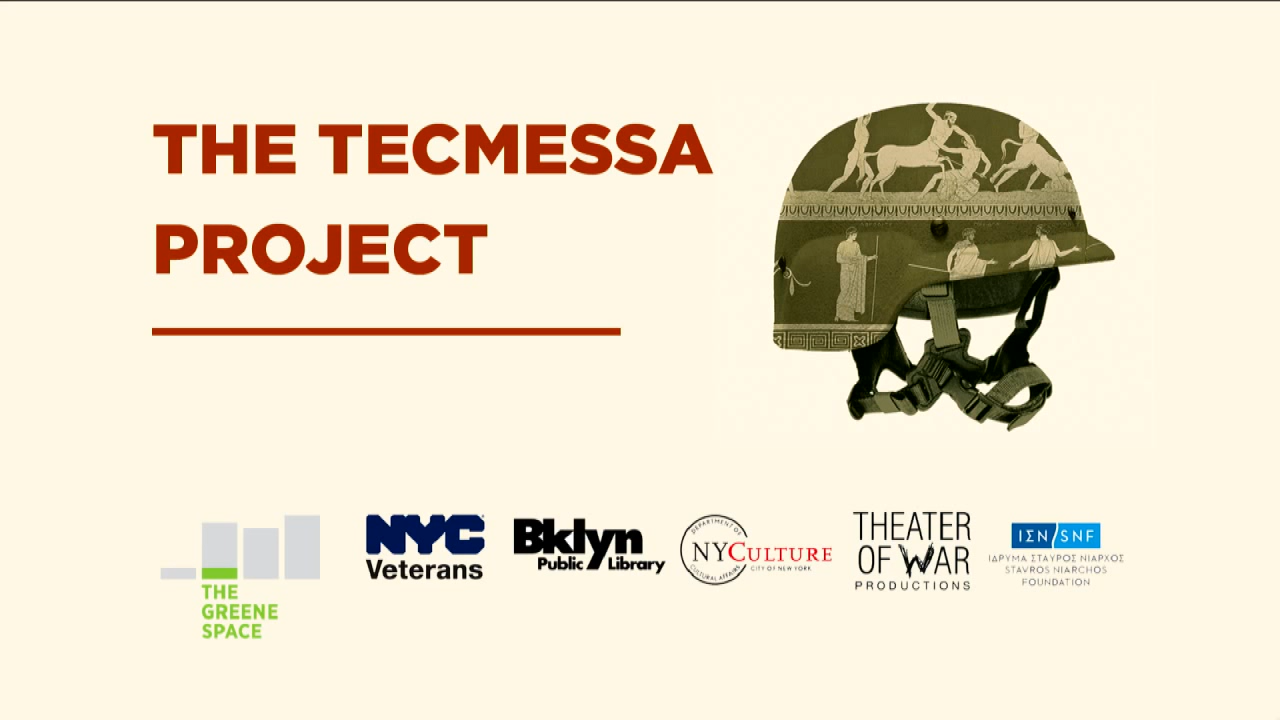 THE TECMESSA
PROJECT
THE
GREENE
SPACE
NYC
Veterans
Bklyn
Public Library
DEPARTMENT OF
NYCULTURE
CITY OF NEW YORK
CULTURAL AFFAIRS
THEATER
OF WAR
PRODUCTIONS
ΙΣΝ/SNF
ΙΔΡΥΜΑ ΣΤΑΥΡΟΣ ΝΙΑΡΧΟΣ
STAVROS NIARCHOS
FOUNDATION